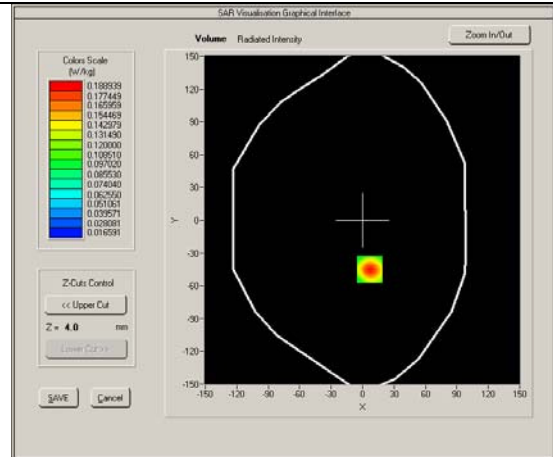 SAR Visualisation Graphical Interface
Volume Radiated Intensity
Zoom In/Out
Colors Scale
(W/kg)
0.188939
0.177449
0.165959
0.154469
0.142979
0.131490
0.120000
0.108510
0.097020
0.085530
0.074040
0.062550
0.051061
0.039571
0.028081
0.016591
Z-Cuts Control
<< Upper Cut
Z = 4.0 mm
SAVE
Cancel
150
120
90
60
30
0
-30
-60
-90
-120
-150
Y
-150 -120 -90 -60 -30 0 30 60 90 120 150
X